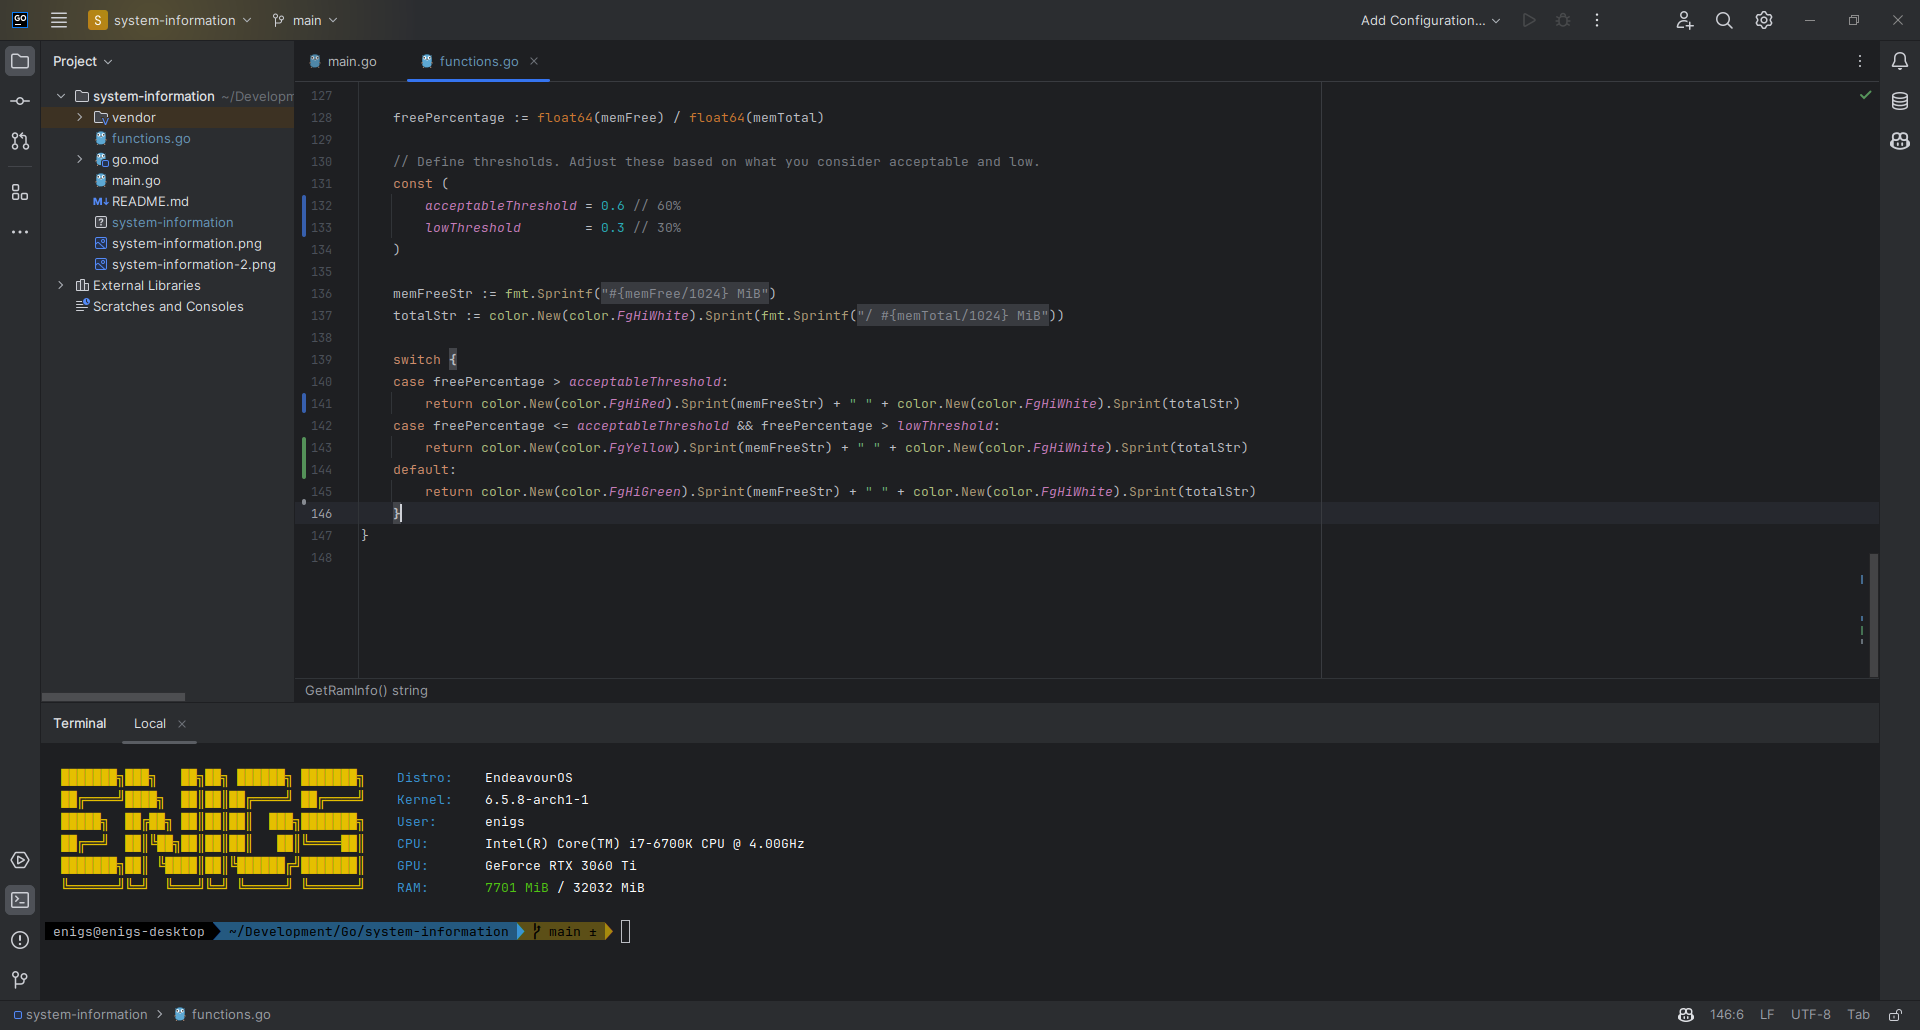 GO
S system-information
main
Add Configuration...
Project
main.go
functions.go
system-information ~/Developm
vendor
functions.go
go.mod
main.go
M↓ README.md
system-information
system-information.png
system-information-2.png
External Libraries
Scratches and Consoles
127
128 freePercentage := float64(memFree) / float64(memTotal)
129
130 // Define thresholds. Adjust these based on what you consider acceptable and low.
131 const (
132 acceptableThreshold = 0.6 // 60%
133 lowThreshold = 0.3 // 30%
134 )
135
136 memFreeStr := fmt.Sprintf("#{memFree/1024} MiB")
137 totalStr := color.New(color.FgHiWhite).Sprint(fmt.Sprintf("/ #{memTotal/1024} MiB"))
138
139 switch {
140 case freePercentage > acceptableThreshold:
141 return color.New(color.FgHiRed).Sprint(memFreeStr) + " " + color.New(color.FgHiWhite).Sprint(totalStr)
142 case freePercentage <= acceptableThreshold && freePercentage > lowThreshold:
143 return color.New(color.FgYellow).Sprint(memFreeStr) + " " + color.New(color.FgHiWhite).Sprint(totalStr)
144 default:
145 return color.New(color.FgHiGreen).Sprint(memFreeStr) + " " + color.New(color.FgHiWhite).Sprint(totalStr)
146 }
147 }
148
GetRamInfo() string
Terminal Local
ENIGS
Distro: EndeavourOS
Kernel: 6.5.8-arch1-1
User: enigs
CPU: Intel(R) Core(TM) i7-6700K CPU @ 4.00GHz
GPU: GeForce RTX 3060 Ti
RAM: 7701 MiB / 32032 MiB
enigs@enigs-desktop ~/Development/Go/system-information main ±
system-information > functions.go
146:6 LF UTF-8 Tab